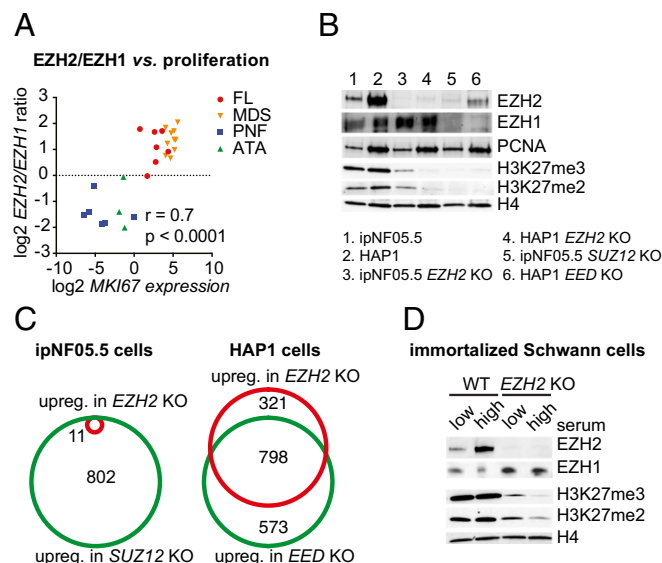 A
EZH2/EZH1 vs. proliferation
log2 EZH2/EZH1 ratio
3
2
1
0
-1
-2
-3
-10
-5
0
5
10
log2 MKI67 expression
r = 0.7
p < 0.0001
FL
MDS
PNF
ATA
B
1 2 3 4 5 6
EZH2
EZH1
PCNA
H3K27me3
H3K27me2
H4
1. ipNF05.5
2. HAP1
3. ipNF05.5 EZH2 KO
4. HAP1 EZH2 KO
5. ipNF05.5 SUZ12 KO
6. HAP1 EED KO
C
ipNF05.5 cells
upreg. in EZH2 KO
11
802
upreg. in SUZ12 KO
HAP1 cells
upreg. in EZH2 KO
321
798
573
upreg. in EED KO
D
immortalized Schwann cells
WT EZH2 KO
low high low high serum
EZH2
EZH1
H3K27me3
H3K27me2
H4